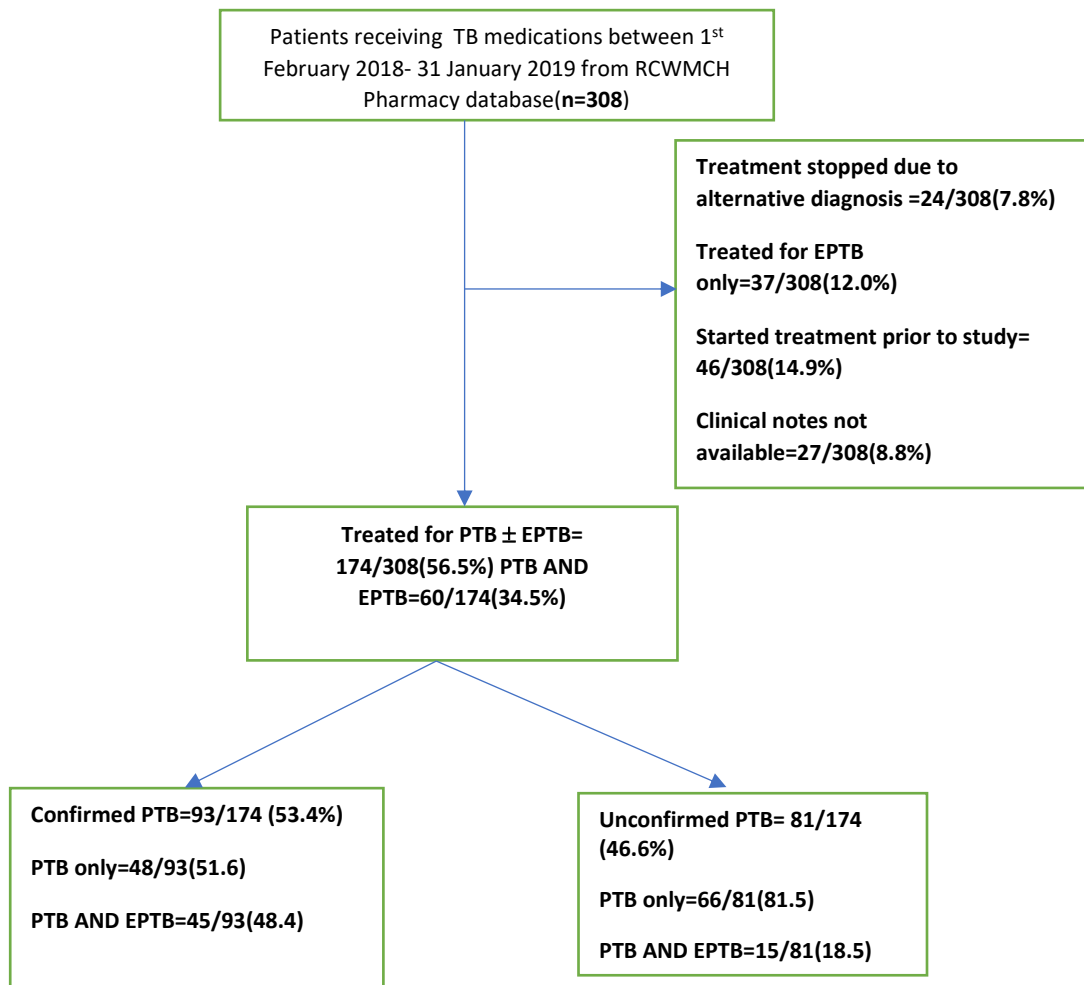 Patients receiving TB medications between 1st
February 2018- 31 January 2019 from RCWMCH
Pharmacy database(n=308)
Treatment stopped due to
alternative diagnosis =24/308(7.8%)
Treated for EPTB
only=37/308(12.0%)
Started treatment prior to study=
46/308(14.9%)
Clinical notes not
available=27/308(8.8%)
Treated for PTB ± EPTB=
174/308(56.5%) PTB AND
EPTB=60/174(34.5%)
Confirmed PTB=93/174 (53.4%)
PTB only=48/93(51.6)
PTB AND EPTB=45/93(48.4)
Unconfirmed PTB= 81/174
(46.6%)
PTB only=66/81(81.5)
PTB AND EPTB=15/81(18.5)